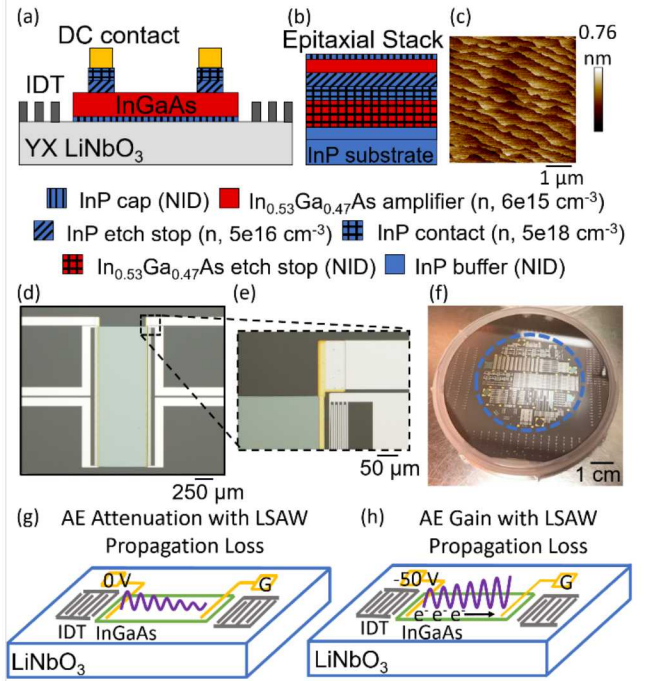 (a)
DC contact
IDT
InGaAs
YX LiNbO3
(b)
Epitaxial Stack
InP substrate
(c)
0.76
nm
1 μm
InP cap (NID) In0.53Ga0.47As amplifier (n, 6e15 cm-3)
InP etch stop (n, 5e16 cm-3) InP contact (n, 5e18 cm-3)
In0.53Ga0.47As etch stop (NID) InP buffer (NID)
(d)
250 μm
(e)
50 μm
(f)
1 cm
(g) AE Attenuation with LSAW
Propagation Loss
0 V
G
IDT
InGaAs
LiNbO3
(h) AE Gain with LSAW
Propagation Loss
-50 V
G
e- e- e-
IDT
InGaAs
LiNbO3